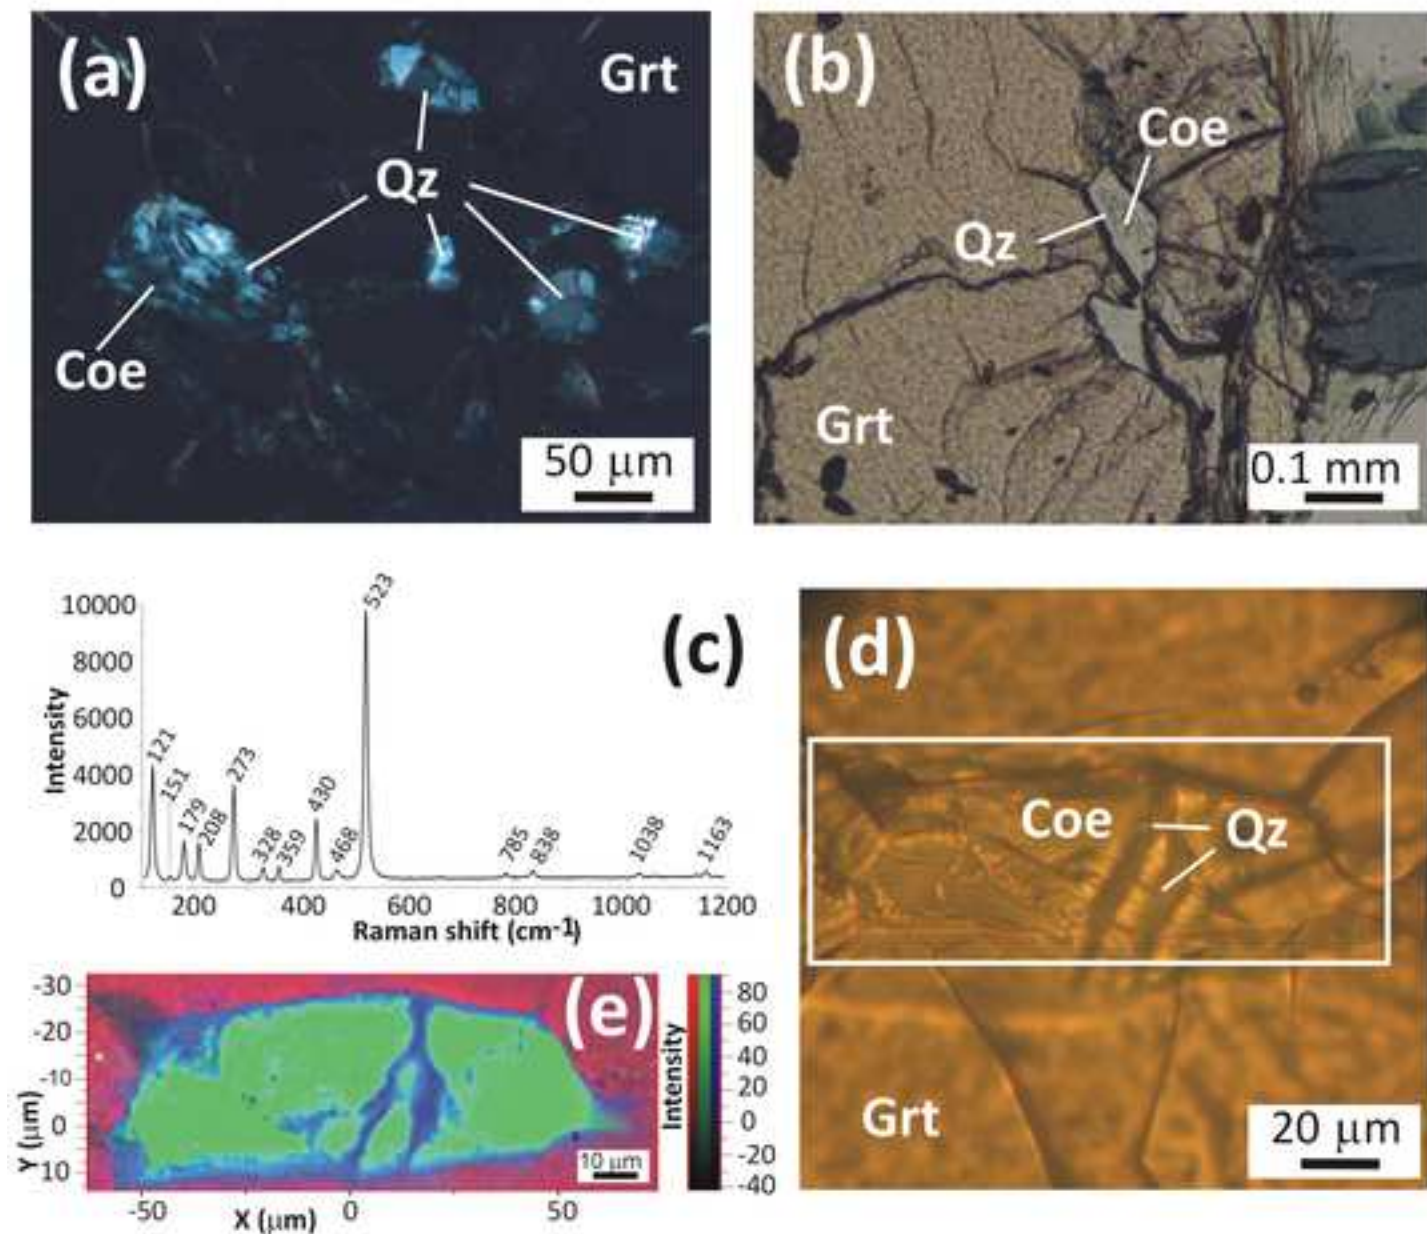 (a)
Grt
Qz
Coe
50 μm
(b)
Coe
Qz
Grt
0.1 mm
(c)
10000
8000
6000
4000
2000
0
Intensity
121
151
179
208
273
328
359
430
468
523
785
838
1038
1163
200
400
600
800
1000
1200
Raman shift (cm-1)
(d)
Coe
Qz
Grt
20 μm
(e)
-30
-20
-10
0
10
Y (μm)
-50
0
50
X (μm)
10 μm
Intensity
80
60
40
20
0
-20
-40